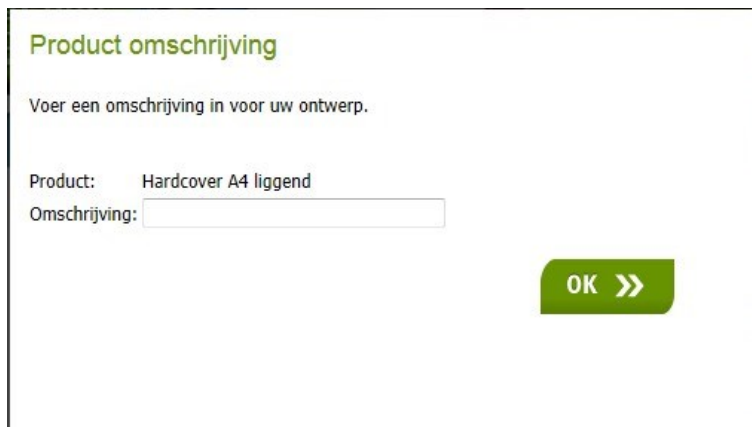 Product omschrijving
Voer een omschrijving in voor uw ontwerp.
Product: Hardcover A4 liggend
Omschrijving:
OK